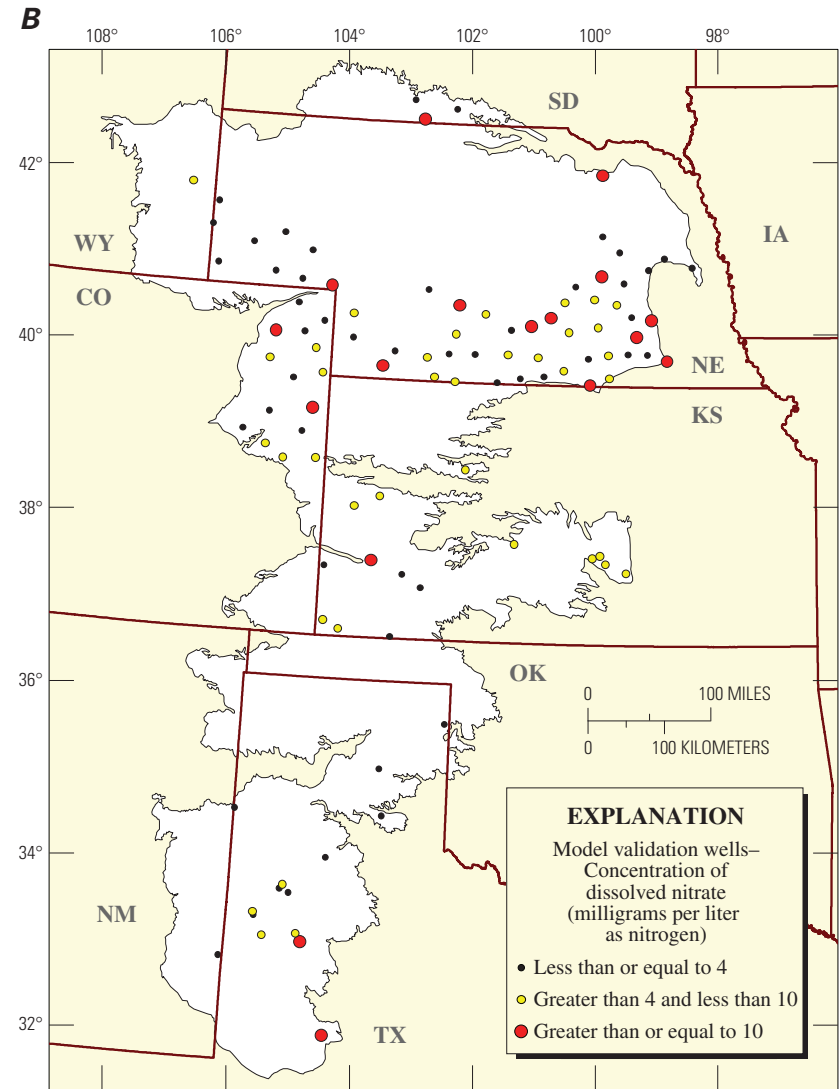 B
108° 106° 104° 102° 100° 98°
SD
42°
WY
IA
CO
40°
NE
KS
38°
36°
OK
0 100 MILES
0 100 KILOMETERS
EXPLANATION
Model validation wells–
Concentration of
dissolved nitrate
(milligrams per liter
as nitrogen)
Less than or equal to 4
Greater than 4 and less than 10
Greater than or equal to 10
34°
NM
32°
TX